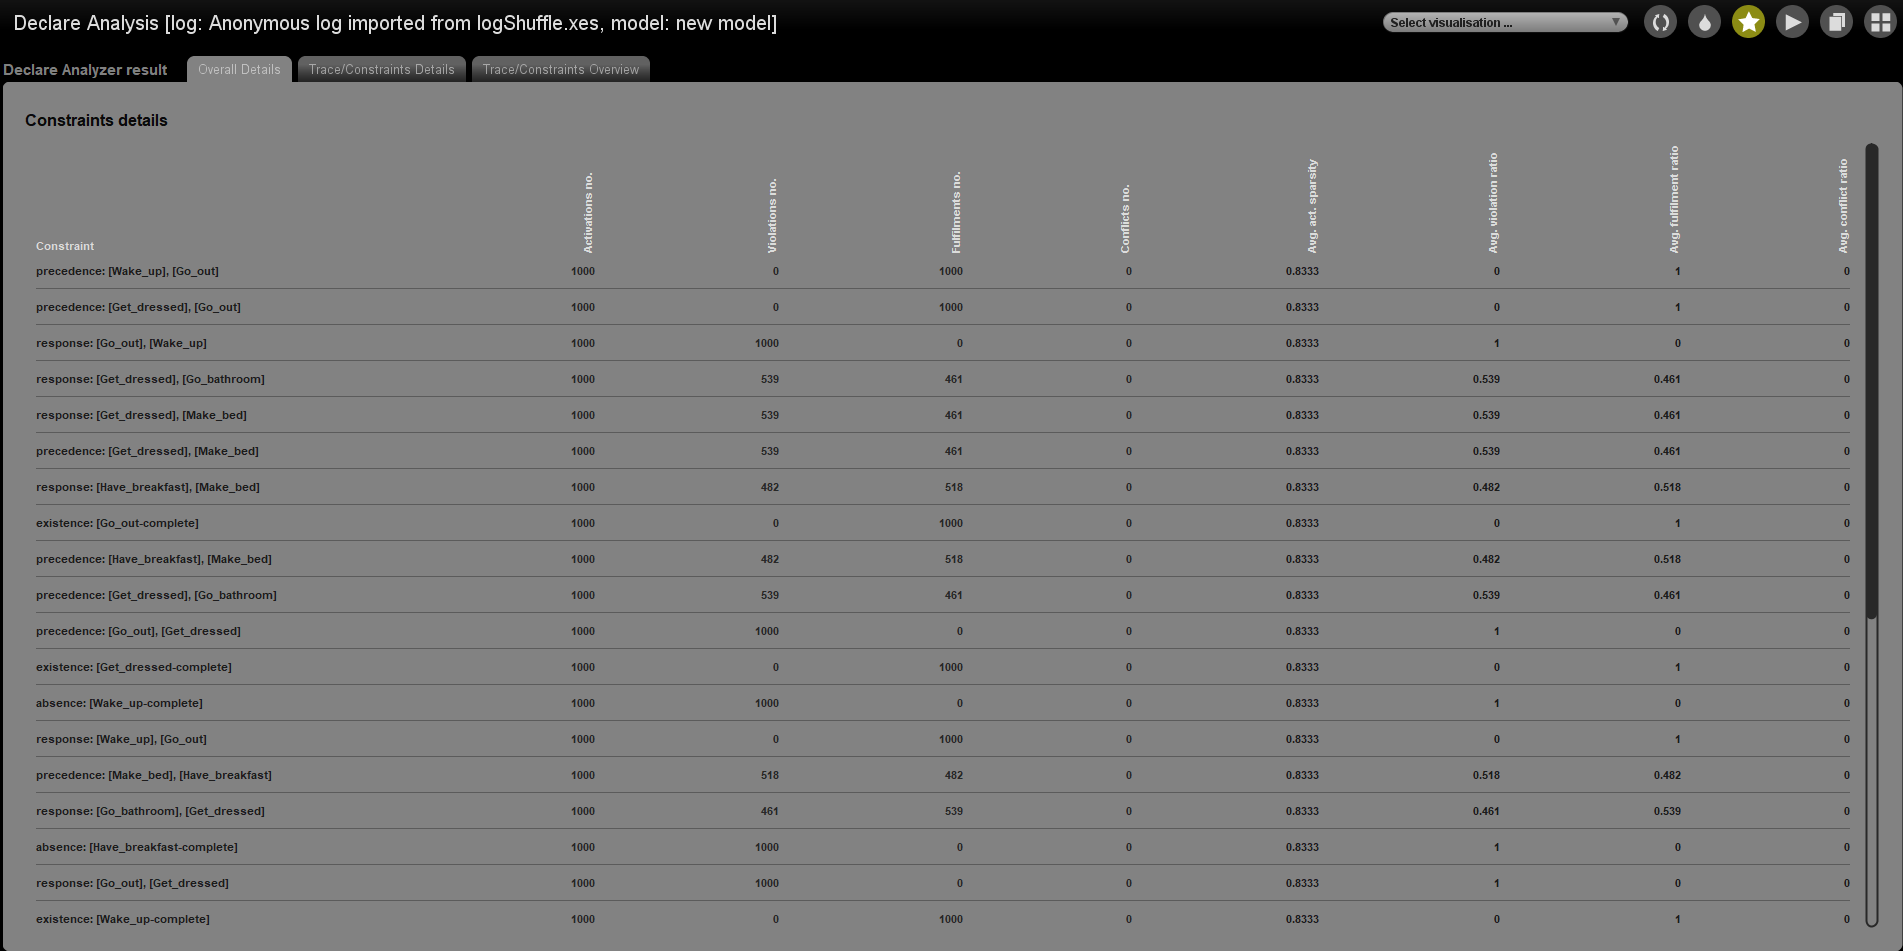 Declare Analysis [log: Anonymous log imported from logShuffle.xes, model: new model]
Select visualisation ...
Declare Analyzer result
Overall Details
Trace/Constraints Details
Trace/Constraints Overview
Constraints details
Constraint Activations no. Violations no. Fulfilments no. Conflicts no. Avg. act. sparsity Avg. violation ratio Avg. fulfilment ratio Avg. conflict ratio
precedence: [Wake_up], [Go_out] 1000 0 1000 0 0.8333 0 1 0
precedence: [Get_dressed], [Go_out] 1000 0 1000 0 0.8333 0 1 0
response: [Go_out], [Wake_up] 1000 1000 0 0 0.8333 1 0 0
response: [Get_dressed], [Go_bathroom] 1000 539 461 0 0.8333 0.539 0.461 0
response: [Get_dressed], [Make_bed] 1000 539 461 0 0.8333 0.539 0.461 0
precedence: [Get_dressed], [Make_bed] 1000 539 461 0 0.8333 0.539 0.461 0
response: [Have_breakfast], [Make_bed] 1000 482 518 0 0.8333 0.482 0.518 0
existence: [Go_out-complete] 1000 0 1000 0 0.8333 0 1 0
precedence: [Have_breakfast], [Make_bed] 1000 482 518 0 0.8333 0.482 0.518 0
precedence: [Get_dressed], [Go_bathroom] 1000 539 461 0 0.8333 0.539 0.461 0
precedence: [Go_out], [Get_dressed] 1000 1000 0 0 0.8333 1 0 0
existence: [Get_dressed-complete] 1000 0 1000 0 0.8333 0 1 0
absence: [Wake_up-complete] 1000 1000 0 0 0.8333 1 0 0
response: [Wake_up], [Go_out] 1000 0 1000 0 0.8333 0 1 0
precedence: [Make_bed], [Have_breakfast] 1000 518 482 0 0.8333 0.518 0.482 0
response: [Go_bathroom], [Get_dressed] 1000 461 539 0 0.8333 0.461 0.539 0
absence: [Have_breakfast-complete] 1000 1000 0 0 0.8333 1 0 0
response: [Go_out], [Get_dressed] 1000 1000 0 0 0.8333 1 0 0
existence: [Wake_up-complete] 1000 0 1000 0 0.8333 0 1 0